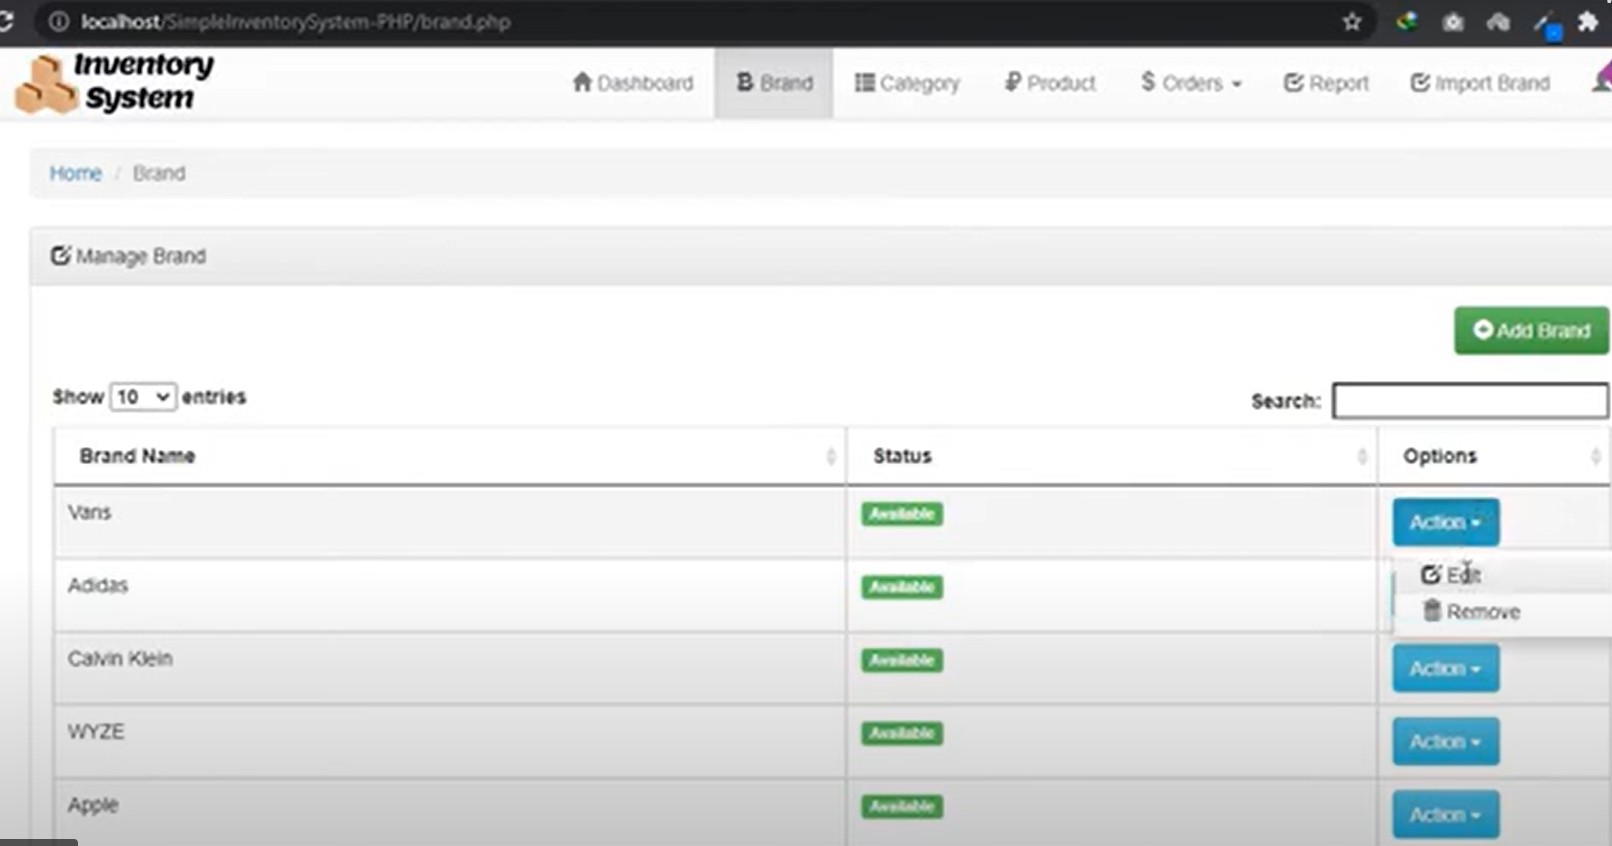 localhost/SimpleInventorySystem-PHP/brand.php
Inventory
System
Dashboard
Brand
Category
Product
Orders
Report
Import Brand
Home / Brand
Manage Brand
Add Brand
Show 10 entries
Search:
Brand Name Status Options
Vans Available Action
Edit
Adidas Available
Remove
Calvin Klein Available Action
WYZE Available Action
Apple Available Action